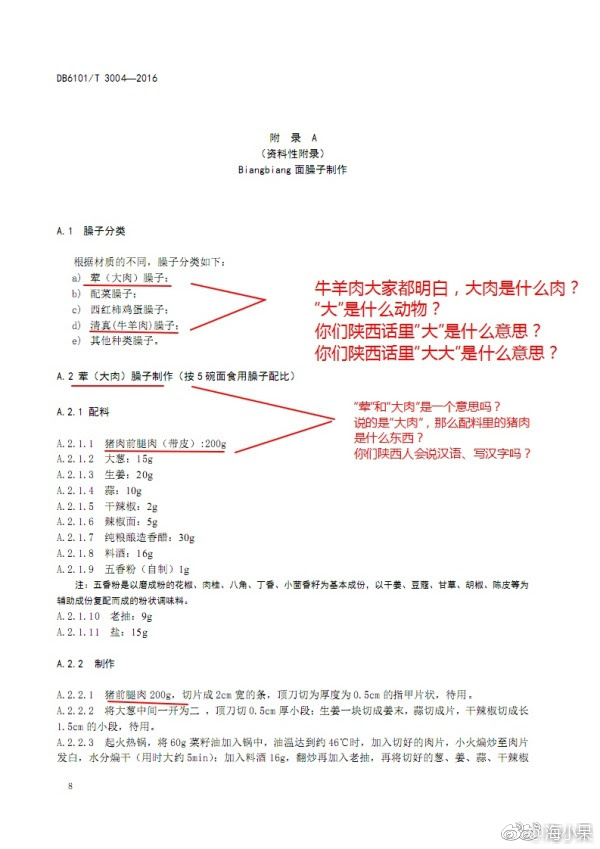 DB6101/T 3004—2016
附 录 A
（资料性附录）
Biangbiang 面臊子制作
A.1 臊子分类
根据材质的不同，臊子分类如下：
a) 荤（大肉）臊子；
b) 配菜臊子；
c) 西红柿鸡蛋臊子；
d) 清真(牛羊肉)臊子；
e) 其他种类臊子。
牛羊肉大家都明白，大肉是什么肉？
“大”是什么动物？
你们陕西话里“大”是什么意思？
你们陕西话里“大大”是什么意思？
A.2 荤（大肉）臊子制作（按 5 碗面食用臊子配比）
A.2.1 配料
“荤”和“大肉”是一个意思吗？
说的是“大肉”，那么配料里的猪肉
是什么东西？
你们陕西人会说汉语、写汉字吗？
A.2.1.1 猪肉前腿肉（带皮）:200g
A.2.1.2 大葱：15g
A.2.1.3 生姜：20g
A.2.1.4 蒜：10g
A.2.1.5 干辣椒：2g
A.2.1.6 辣椒面：5g
A.2.1.7 纯粮酿造香醋：30g
A.2.1.8 料酒：16g
A.2.1.9 五香粉（自制）1g
注：五香粉是以磨成粉的花椒、肉桂、八角、丁香、小茴香籽为基本成份，以干姜、豆蔻、甘草、胡椒、陈皮等为
辅助成份复配而成的粉状调味料。
A.2.1.10 老抽：9g
A.2.1.11 盐：15g
A.2.2 制作
A.2.2.1 猪前腿肉 200g，切片成 2cm 宽的条，顶刀切为厚度为 0.5cm 的指甲片状，待用。
A.2.2.2 将大葱中间一开为二 ，顶刀切 0.5cm 厚小段；生姜一块切成姜末，蒜切成片，干辣椒切成长
1.5cm 的小段，待用。
A.2.2.3 起火热锅，将 60g 菜籽油加入锅中，油温达到约 46℃时，加入切好的肉片，小火煸炒至肉片
发白，水分煸干（用时大约 5min）；加入料酒 16g，翻炒再加入老抽，再将切好的葱、姜、蒜、干辣椒
8
海小杲